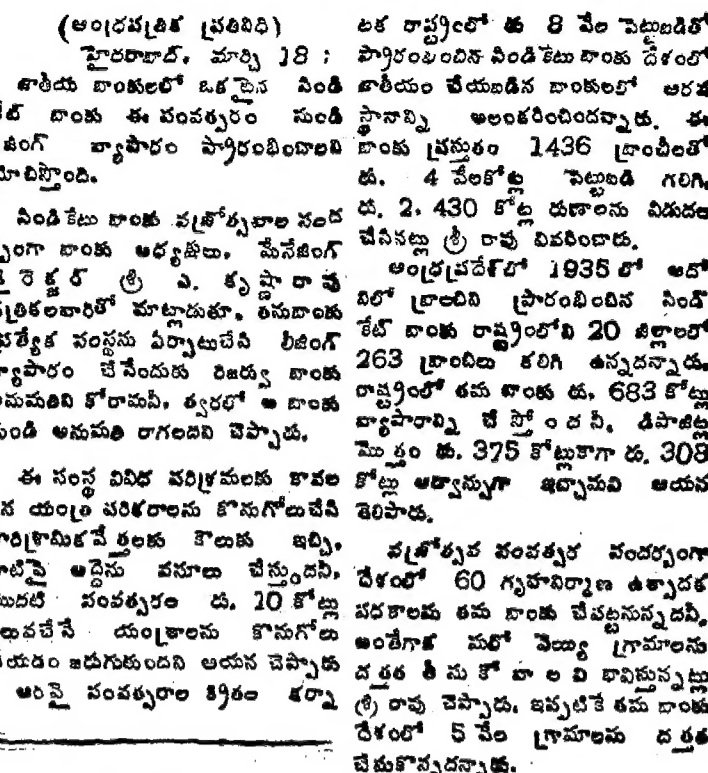 (ఆంధ్రపత్రిక ప్రతినిధి)
హైదరాబాద్, మార్చి 18 :
జాతీయ బాంకులలో ఒకటైన సిండి
కేట్ బాంకు ఈ సంవత్సరం నుండి
జింగ్ వ్యాపారం ప్రారంభించాలని
యోచిస్తొంది.
సిండికేటు బాంకు వజ్రోత్సవాల సంద
ర్భంగా బాంకు అధ్యక్షులు, మేనేజింగ్
డైరెక్టర్ శ్రీ ఎ. కృష్ణారావు
పత్రికలవారితో మాట్లాడుతూ, తమబాంకు
ప్రత్యేక సంస్థను ఏర్పాటుచేసి లీజింగ్
వ్యాపారం చేసేందుకు రిజర్వు బాంకు
అనుమతిని కోరామనీ, త్వరలో ఆ బాంకు
నుండి అనుమతి రాగలదని చెప్పారు.
ఈ సంస్థ వివిధ పరిశ్రమలకు కావల
సిన యంత్ర పరికరాలను కొనుగోలుచేసి
పారిశ్రామికవేత్తలకు కౌలుకు ఇచ్చి,
వాటిపై అద్దెను వసూలు చేస్తుందనీ,
మొదటి సంవత్సరం రు. 10 కోట్లు
విలువచేసే యంత్రాలను కొనుగోలు
చేయడం జరుగుతుందని ఆయన చెప్పారు
అరవై సంవత్సరాల క్రితం కర్నా
టక రాష్ట్రంలో రు 8 వేల పెట్టుబడితో
ప్రారంభించిన సిండికేటు బాంకు దేశంలో
జాతీయం చేయబడిన బాంకులలో ఆరవ
స్థానాన్ని అలంకరించిందన్నారు. ఈ
బాంకు ప్రస్తుతం 1436 బ్రాంచీలతో
రు. 4 వేలకోట్ల పెట్టుబడి గలిగి,
రు. 2, 430 కోట్ల రుణాలను విడుదల
చేసినట్లు శ్రీ రావు వివరించారు.
ఆంధ్రప్రదేశ్‌లో 1935 లో ఆదో
నిలో బ్రాంచిని ప్రారంభించిన సిండ్
కేట్ బాంకు రాష్ట్రంలోని 20 జిల్లాలలో
263 బ్రాంచీలు కలిగి ఉన్నదన్నారు.
రాష్ట్రంలో తమ బాంకు రు. 683 కోట్లు
వ్యాపారాన్ని చేస్తోందనీ, డిపాజిట్ల
మొత్తం రు. 375 కోట్లుకాగా రు. 308
కోట్లు అడ్వాన్సుగా ఇచ్చామని ఆయన
తెలిపారు.
వజ్రోత్సవ సంవత్సర సందర్భంగా
దేశంలో 60 గృహనిర్మాణ ఉత్పాదక
పధకాలను తమ బాంకు చేపట్టనున్నదనీ,
అంతేగాక మరో వెయ్యి గ్రామాలను
దత్తత తీసుకోవాలని భావిస్తున్నట్లు
శ్రీ రావు చెప్పారు. ఇప్పటికే తమ బాంకు
దేశంలో 5 వేల గ్రామాలను దత్తత
చేసుకొన్నదన్నారు.